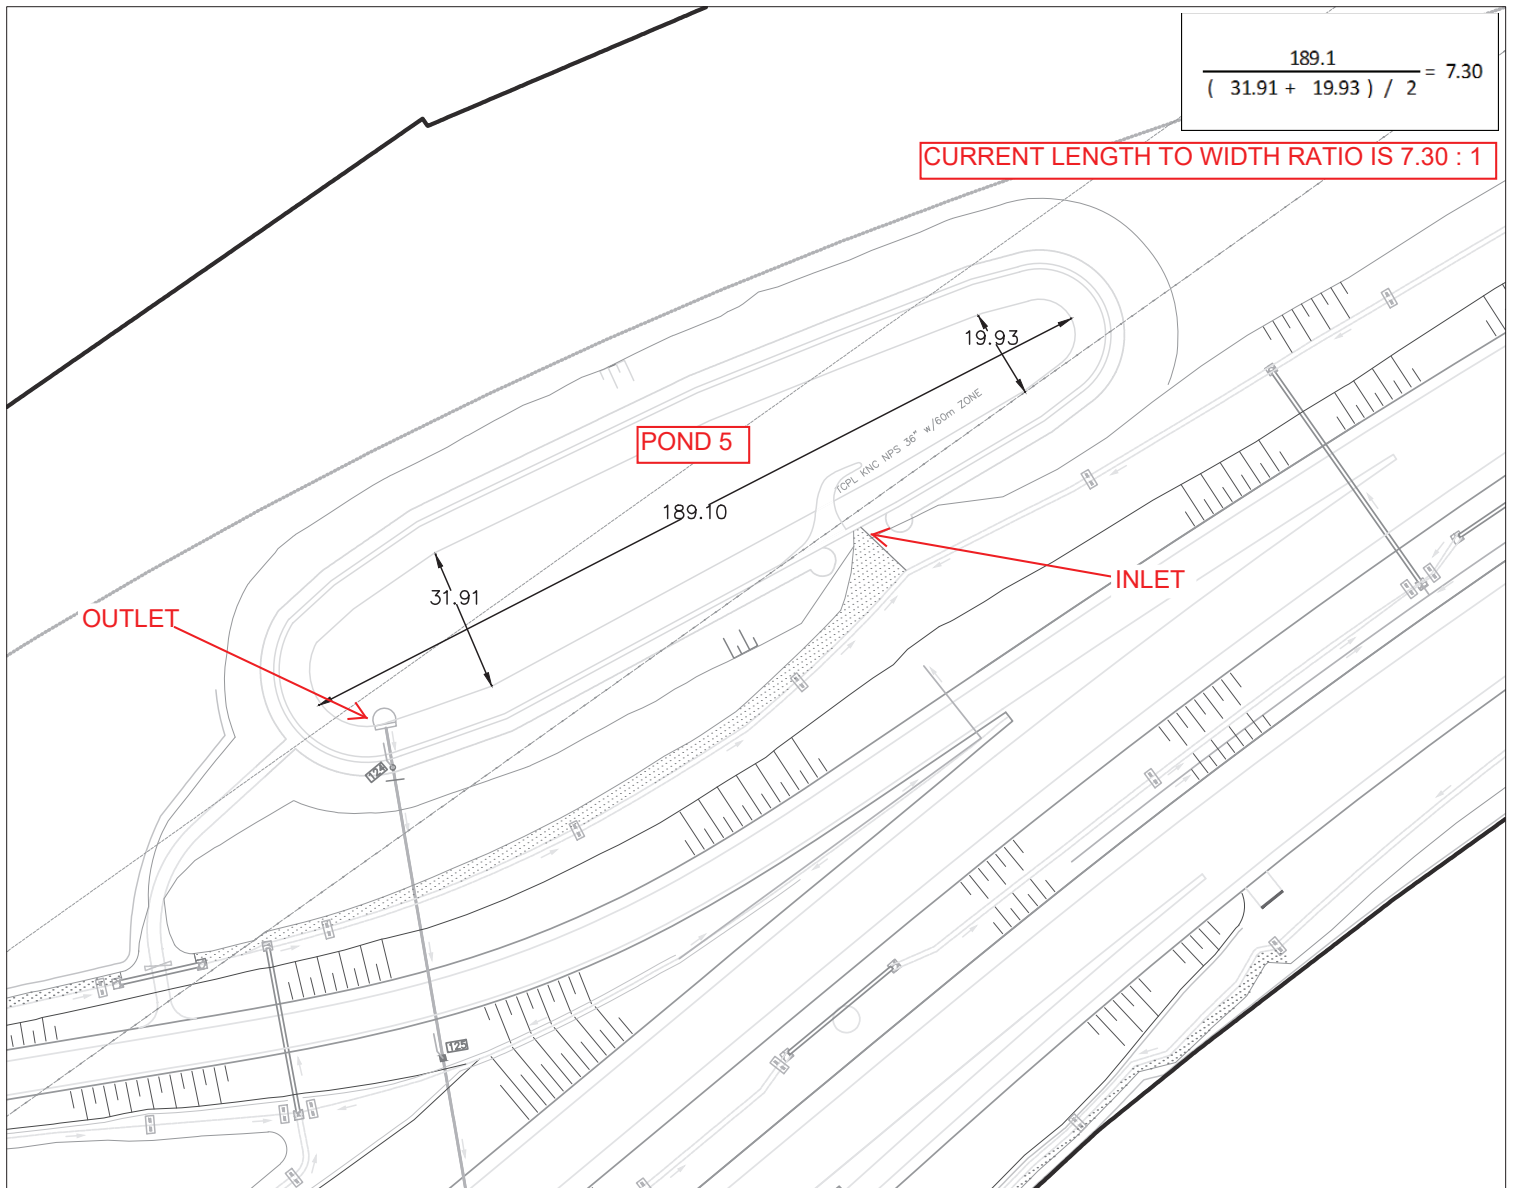 189.1
( 31.91 + 19.93 ) / 2 = 7.30
CURRENT LENGTH TO WIDTH RATIO IS 7.30 : 1
19.93
TCPL KNC NPS 36" w/60m ZONE
POND 5
189.10
31.91
INLET
OUTLET
124
125